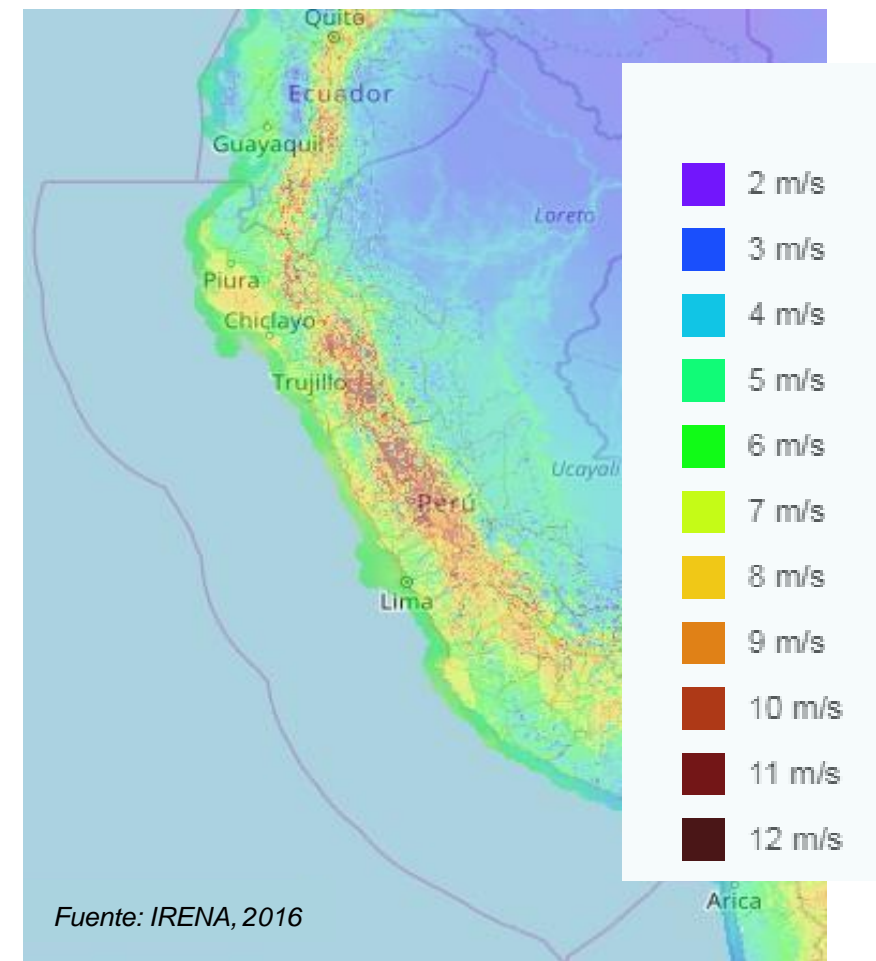 Quito
Ecuador
Guayaquil
Loreto
Piura
Chiclayo
Trujillo
Ucayali
Perú
Lima
Arica
2 m/s
3 m/s
4 m/s
5 m/s
6 m/s
7 m/s
8 m/s
9 m/s
10 m/s
11 m/s
12 m/s
Fuente: IRENA, 2016